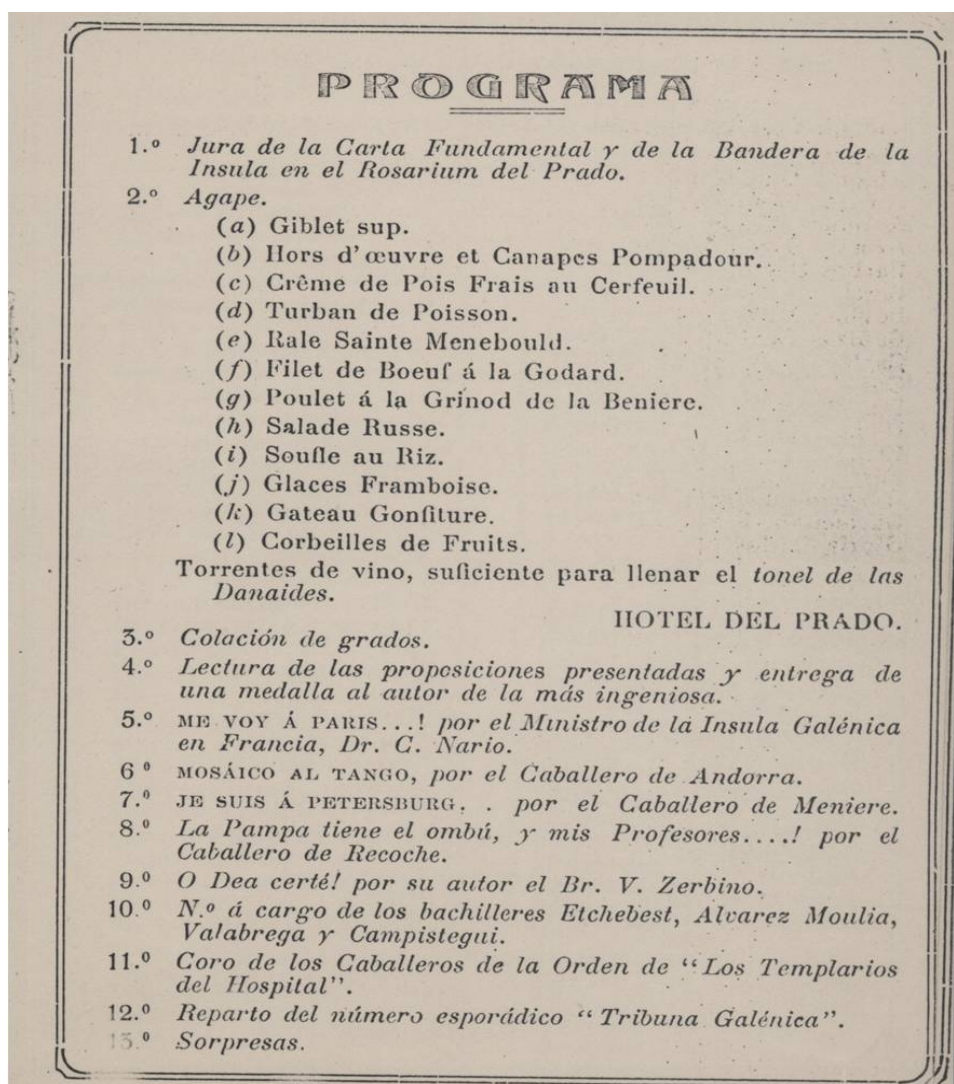 PROGRAMA
1.º Jura de la Carta Fundamental y de la Bandera de la
Insula en el Rosarium del Prado.
2.º Agape.
(a) Giblet sup.
(b) Hors d'œuvre et Canapes Pompadour.
(c) Crême de Pois Frais au Cerfeuil.
(d) Turban de Poisson.
(e) Rale Sainte Menebould.
(f) Filet de Boeuf á la Godard.
(g) Poulet á la Grinod de la Beniere.
(h) Salade Russe.
(i) Soufle au Riz.
(j) Glaces Framboise.
(k) Gateau Gonfiture.
(l) Corbeilles de Fruits.
Torrentes de vino, suficiente para llenar el tonel de las
Danaides.
HOTEL DEL PRADO.
3.º Colación de grados.
4.º Lectura de las proposiciones presentadas y entrega de
una medalla al autor de la más ingeniosa.
5.º ME VOY Á PARIS...! por el Ministro de la Insula Galénica
en Francia, Dr. C. Nario.
6º MOSÁICO AL TANGO, por el Caballero de Andorra.
7.º JE SUIS Á PETERSBURG. . por el Caballero de Meniere.
8.º La Pampa tiene el ombú, y mis Profesores....! por el
Caballero de Recoche.
9.º O Dea certé! por su autor el Br. V. Zerbino.
10.º N.º á cargo de los bachilleres Etchebest, Alvarez Moulia,
Valabrega y Campistegui.
11.º Coro de los Caballeros de la Orden de "Los Templarios
del Hospital".
12.º Reparto del número esporádico "Tribuna Galénica".
13.º Sorpresas.